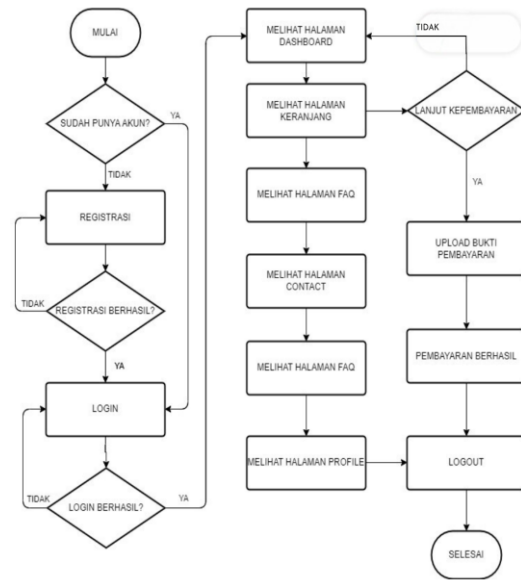 MULAI
SUDAH PUNYA AKUN?
YA
TIDAK
REGISTRASI
REGISTRASI BERHASIL?
TIDAK
YA
LOGIN
LOGIN BERHASIL?
TIDAK
YA
MELIHAT HALAMAN
DASHBOARD
MELIHAT HALAMAN
KERANJANG
MELIHAT HALAMAN FAQ
MELIHAT HALAMAN
CONTACT
MELIHAT HALAMAN FAQ
MELIHAT HALAMAN PROFILE
TIDAK
LANJUT KEPEMBAYARAN
YA
UPLOAD BUKTI
PEMBAYARAN
PEMBAYARAN BERHASIL
LOGOUT
SELESAI